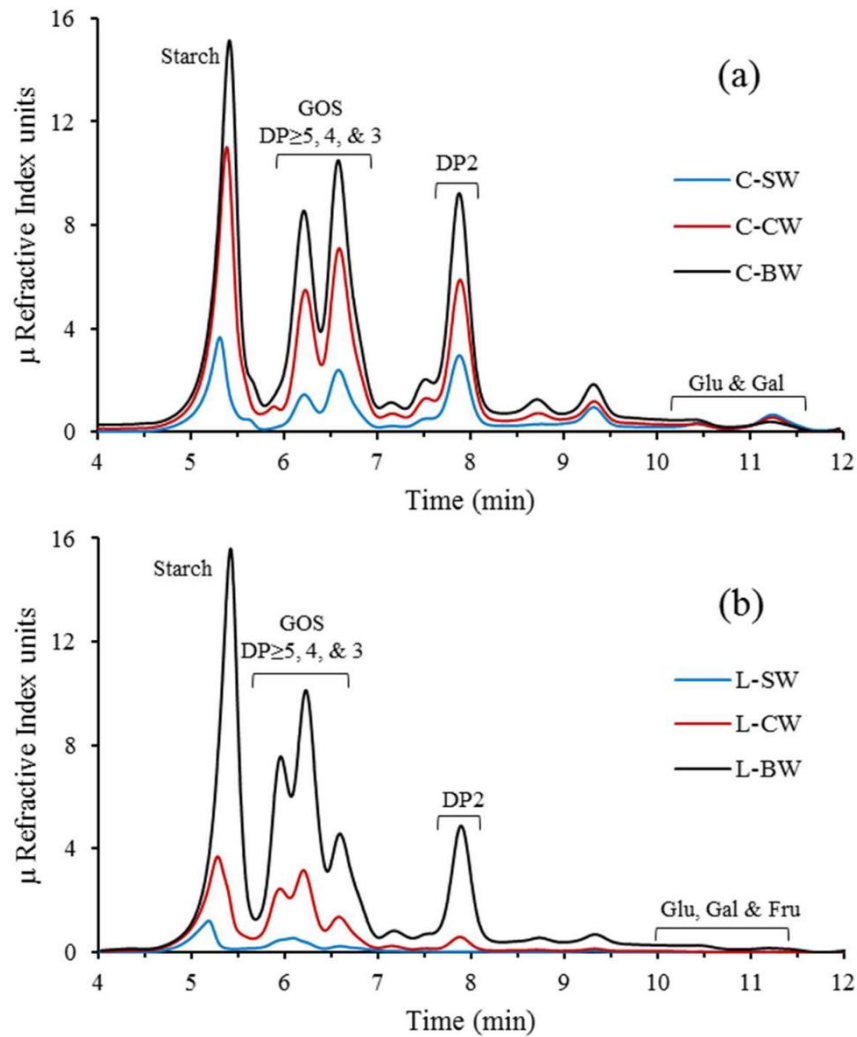 16
12
8
4
0
μ Refractive Index units
Starch
GOS
DP≥5, 4, & 3
DP2
(a)
C-SW
C-CW
C-BW
Glu & Gal
4 5 6 7 8 9 10 11 12
Time (min)
16
12
8
4
0
μ Refractive Index units
Starch
GOS
DP≥5, 4, & 3
DP2
(b)
L-SW
L-CW
L-BW
Glu, Gal & Fru
4 5 6 7 8 9 10 11 12
Time (min)